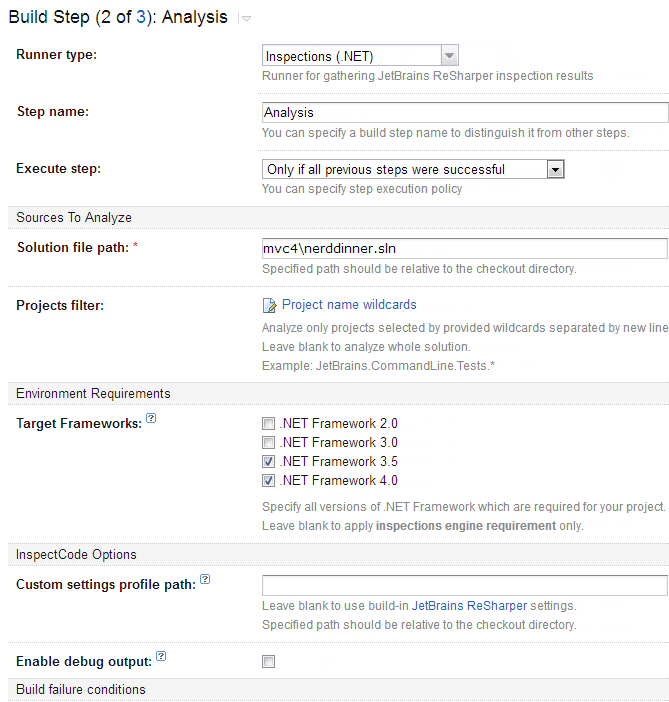 Build Step (2 of 3): Analysis
Runner type:
Inspections (.NET)
Runner for gathering JetBrains ReSharper inspection results
Step name:
Analysis
You can specify a build step name to distinguish it from other steps.
Execute step:
Only if all previous steps were successful
You can specify step execution policy
Sources To Analyze
Solution file path: *
mvc4\nerddinner.sln
Specified path should be relative to the checkout directory.
Projects filter:
Project name wildcards
Analyze only projects selected by provided wildcards separated by new line
Leave blank to analyze whole solution.
Example: JetBrains.CommandLine.Tests.*
Environment Requirements
Target Frameworks: ?
.NET Framework 2.0
.NET Framework 3.0
.NET Framework 3.5
.NET Framework 4.0
Specify all versions of .NET Framework which are required for your project.
Leave blank to apply inspections engine requirement only.
InspectCode Options
Custom settings profile path: ?
Leave blank to use build-in JetBrains ReSharper settings.
Specified path should be relative to the checkout directory.
Enable debug output: ?
Build failure conditions